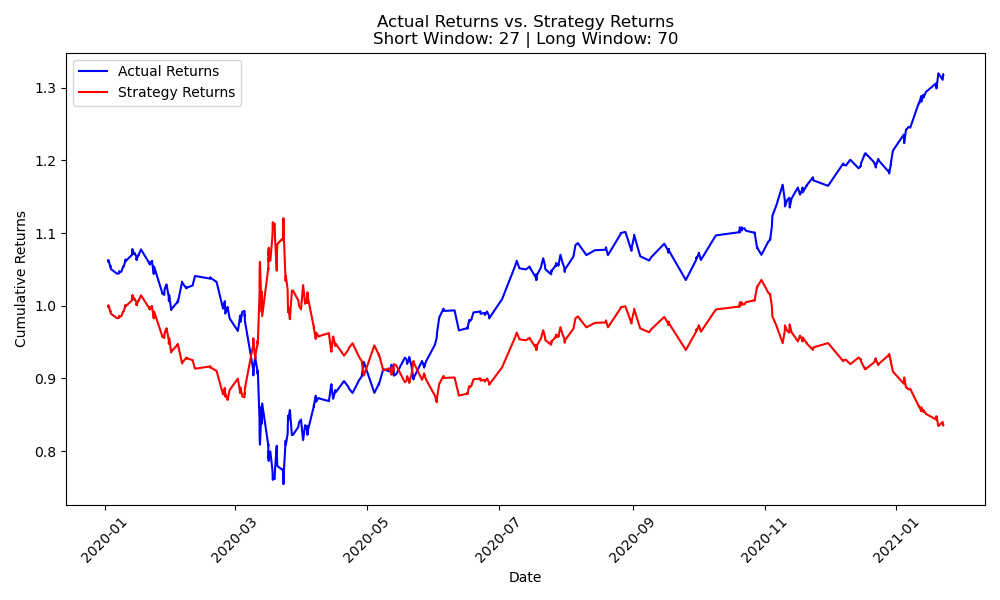 Actual Returns vs. Strategy Returns
Short Window: 27 | Long Window: 70
Actual Returns
Strategy Returns
Cumulative Returns
1.3
1.2
1.1
1.0
0.9
0.8
2020-01
2020-03
2020-05
2020-07
2020-09
2020-11
2021-01
Date